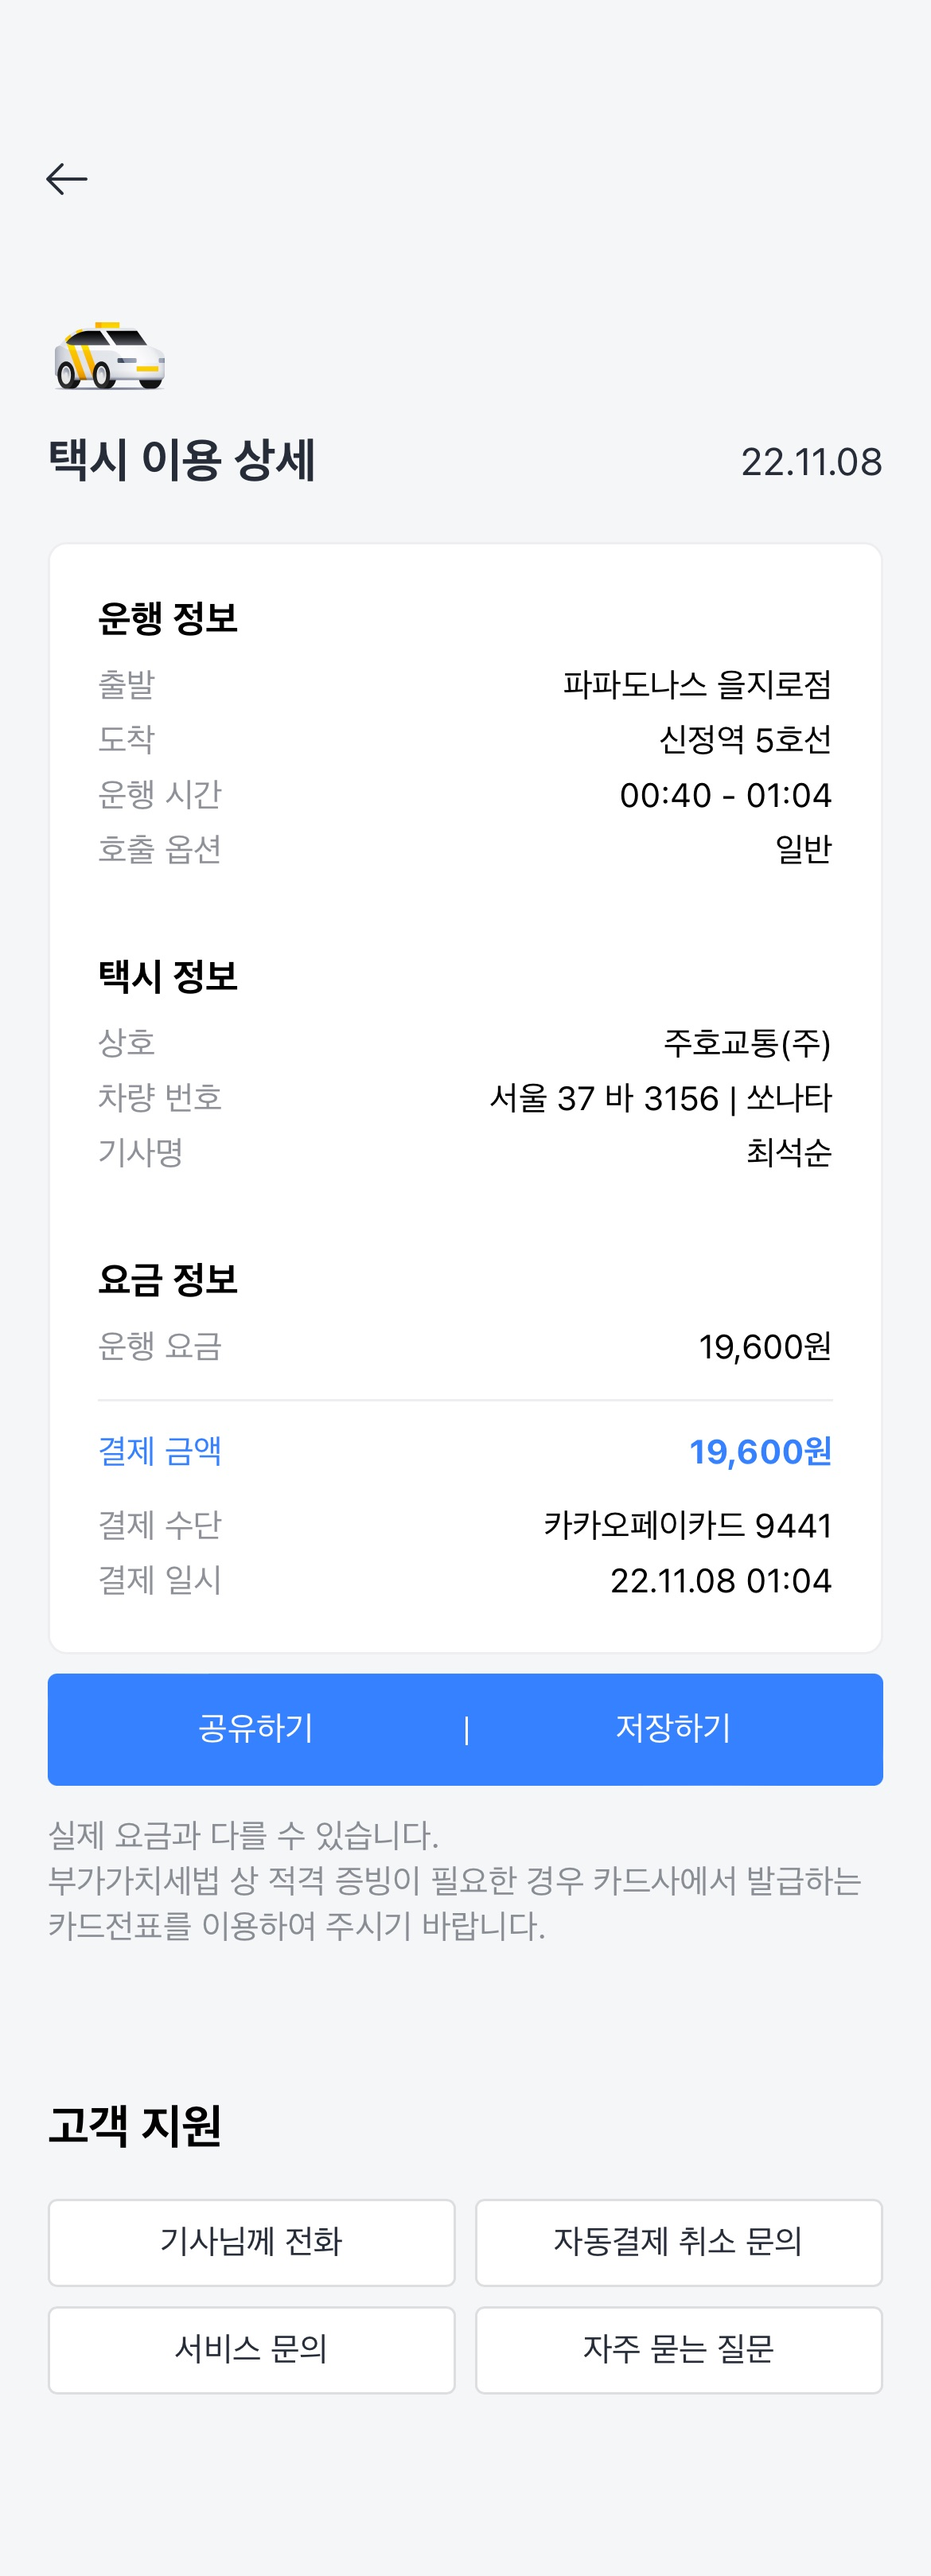 택시 이용 상세 22.11.08
운행 정보
출발 파파도나스 을지로점
도착 신정역 5호선
운행 시간 00:40 - 01:04
호출 옵션 일반
택시 정보
상호 주호교통(주)
차량 번호 서울 37 바 3156 | 쏘나타
기사명 최석순
요금 정보
운행 요금 19,600원
결제 금액 19,600원
결제 수단 카카오페이카드 9441
결제 일시 22.11.08 01:04
공유하기 | 저장하기
실제 요금과 다를 수 있습니다.
부가가치세법 상 적격 증빙이 필요한 경우 카드사에서 발급하는
카드전표를 이용하여 주시기 바랍니다.
고객 지원
기사님께 전화 자동결제 취소 문의
서비스 문의 자주 묻는 질문